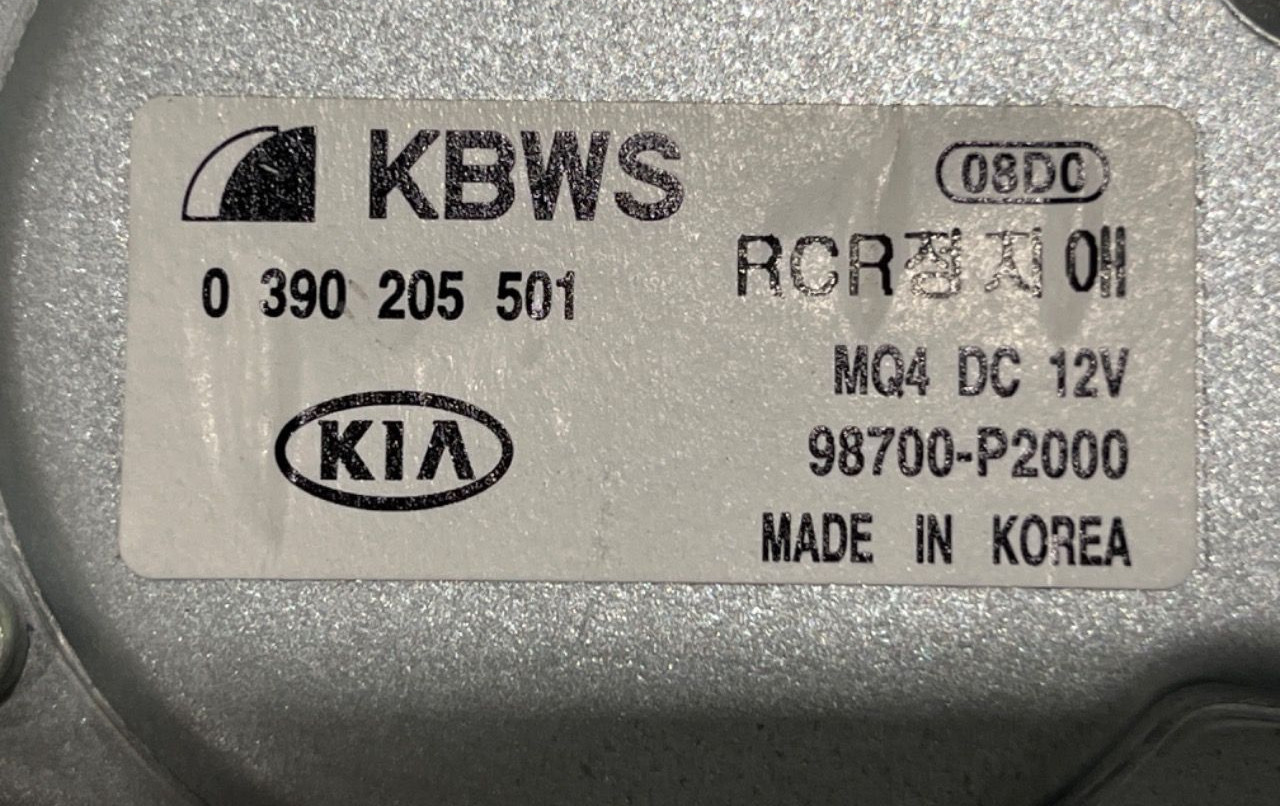 KBWS
08D0
0 390 205 501
RCR정지애
MQ4 DC 12V
KIA
98700-P2000
MADE IN KOREA